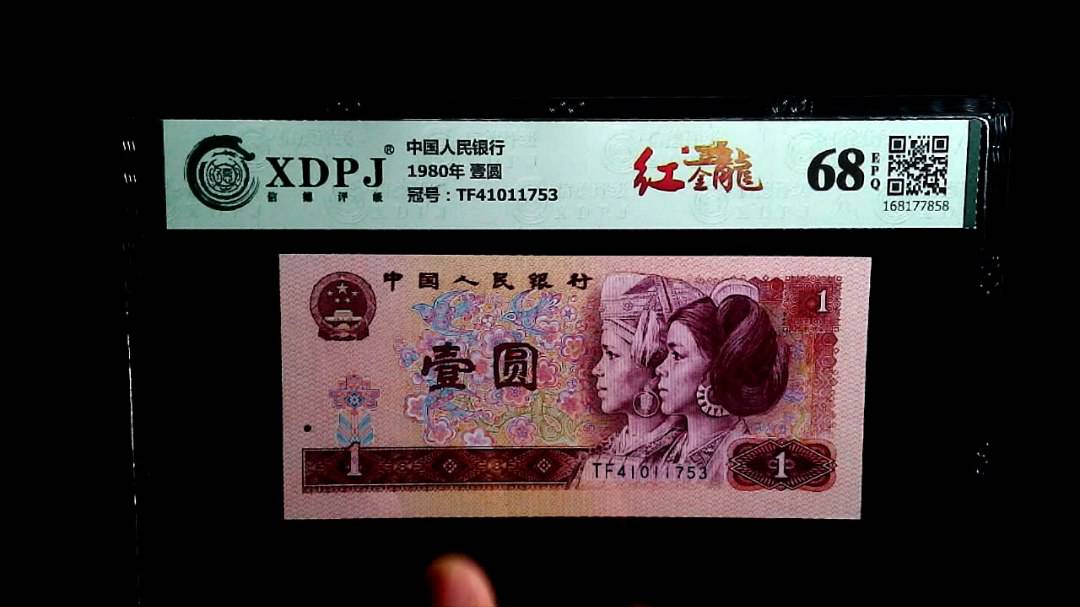 XDPJ®
信德评级
中国人民银行
1980年 壹圆
冠号：TF41011753
红金龍
68
EPQ
168177858
中国人民银行
1
壹圆
1
TF41011753
1